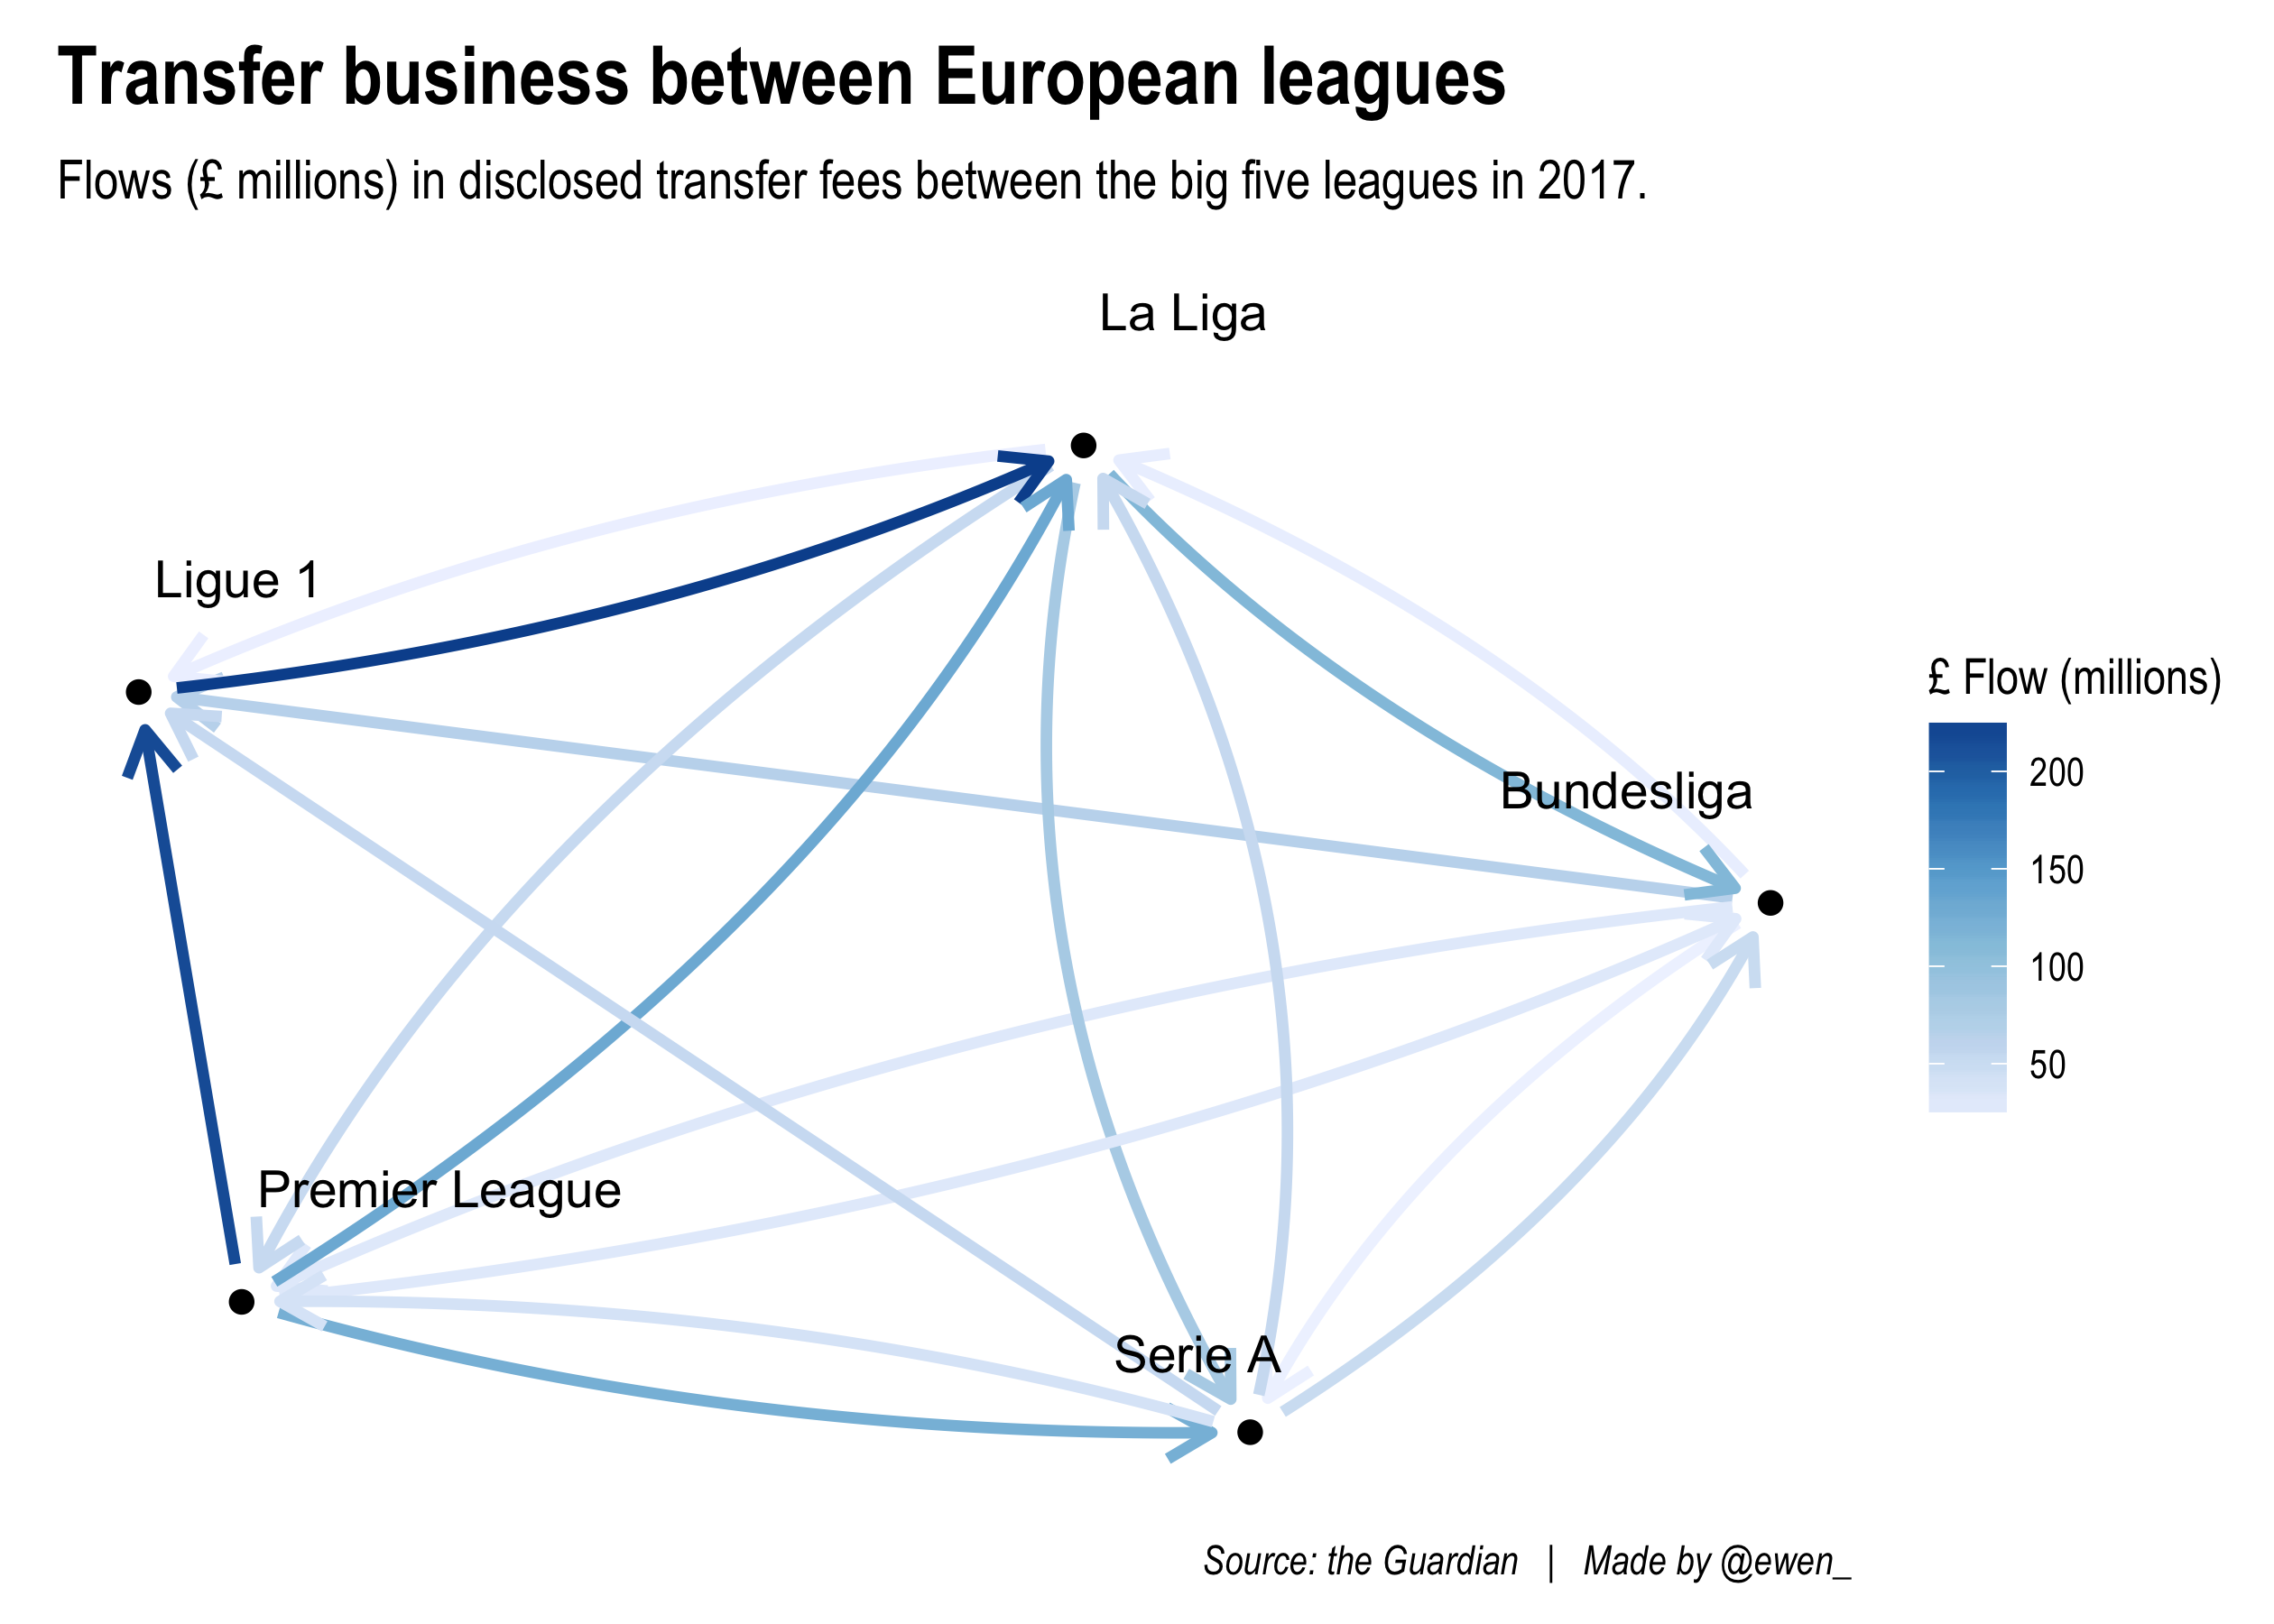 Transfer business between European leagues
Flows (£ millions) in disclosed transfer fees between the big five leagues in 2017.
La Liga
Ligue 1
Bundesliga
Premier League
Serie A
£ Flow (millions)
200
150
100
50
Source: the Guardian | Made by @ewen_